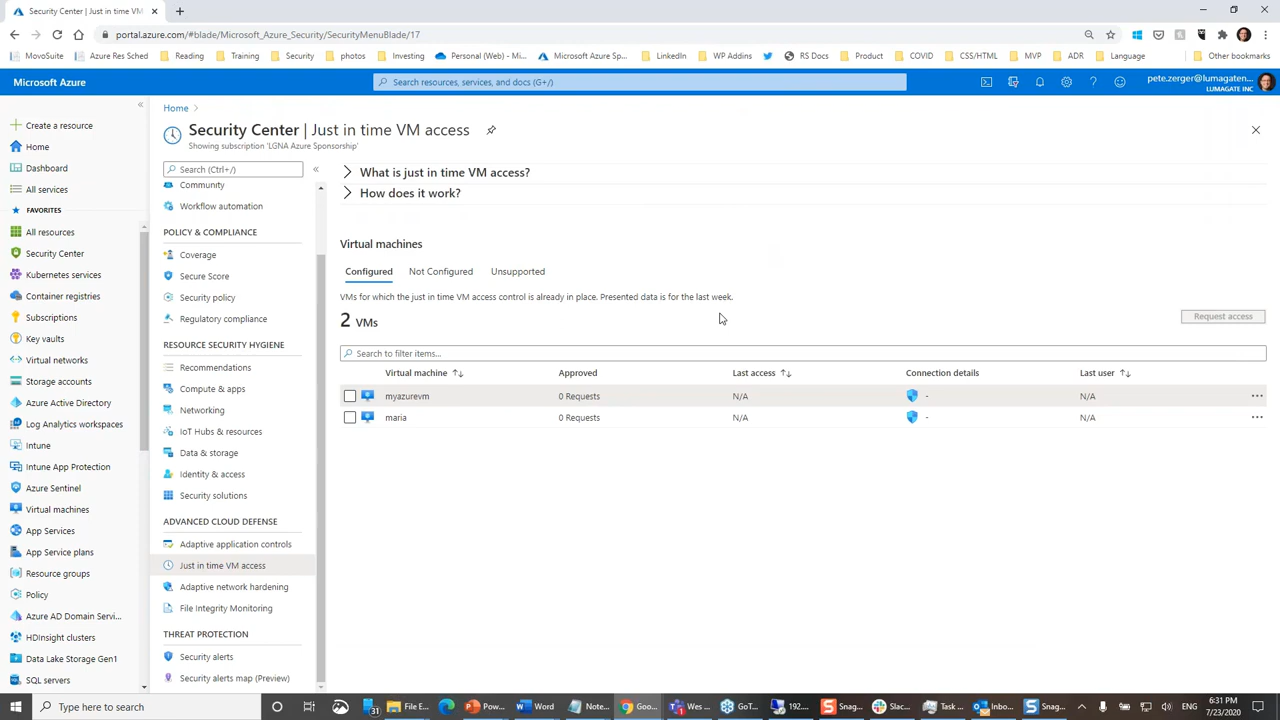 Security Center | Just in time VM
portal.azure.com/#blade/Microsoft_Azure_Security/SecurityMenuBlade/17
MovoSuite Azure Res Sched Reading Training Security photos Investing Personal (Web) - Mi... Microsoft Azure Sp... LinkedIn WP Addins RS Docs Product COVID CSS/HTML MVP ADR Language Other bookmarks
Microsoft Azure
Search resources, services, and docs (G+/)
pete.zerger@lumagaten...
LUMAGATE INC
Create a resource
Home
Dashboard
All services
FAVORITES
All resources
Security Center
Kubernetes services
Container registries
Subscriptions
Key vaults
Virtual networks
Storage accounts
Azure Active Directory
Log Analytics workspaces
Intune
Intune App Protection
Azure Sentinel
Virtual machines
App Services
App Service plans
Resource groups
Policy
Azure AD Domain Servi...
HDInsight clusters
Data Lake Storage Gen1
SQL servers
Home
Security Center | Just in time VM access
Showing subscription 'LGNA Azure Sponsorship'
Search (Ctrl+/)
Community
Workflow automation
POLICY & COMPLIANCE
Coverage
Secure Score
Security policy
Regulatory compliance
RESOURCE SECURITY HYGIENE
Recommendations
Compute & apps
Networking
IoT Hubs & resources
Data & storage
Identity & access
Security solutions
ADVANCED CLOUD DEFENSE
Adaptive application controls
Just in time VM access
Adaptive network hardening
File Integrity Monitoring
THREAT PROTECTION
Security alerts
Security alerts map (Preview)
What is just in time VM access?
How does it work?
Virtual machines
Configured Not Configured Unsupported
VMs for which the just in time VM access control is already in place. Presented data is for the last week.
2 VMs
Request access
Search to filter items...
Virtual machine Approved Last access Connection details Last user
myazurevm 0 Requests N/A - N/A ...
maria 0 Requests N/A - N/A ...
Type here to search
31 File E... Pow... Word Note... Goo... Wes ... GoT... 192.... Snag... Slac... Task ... Inbo... Snag...
6:31 PM
7/23/2020